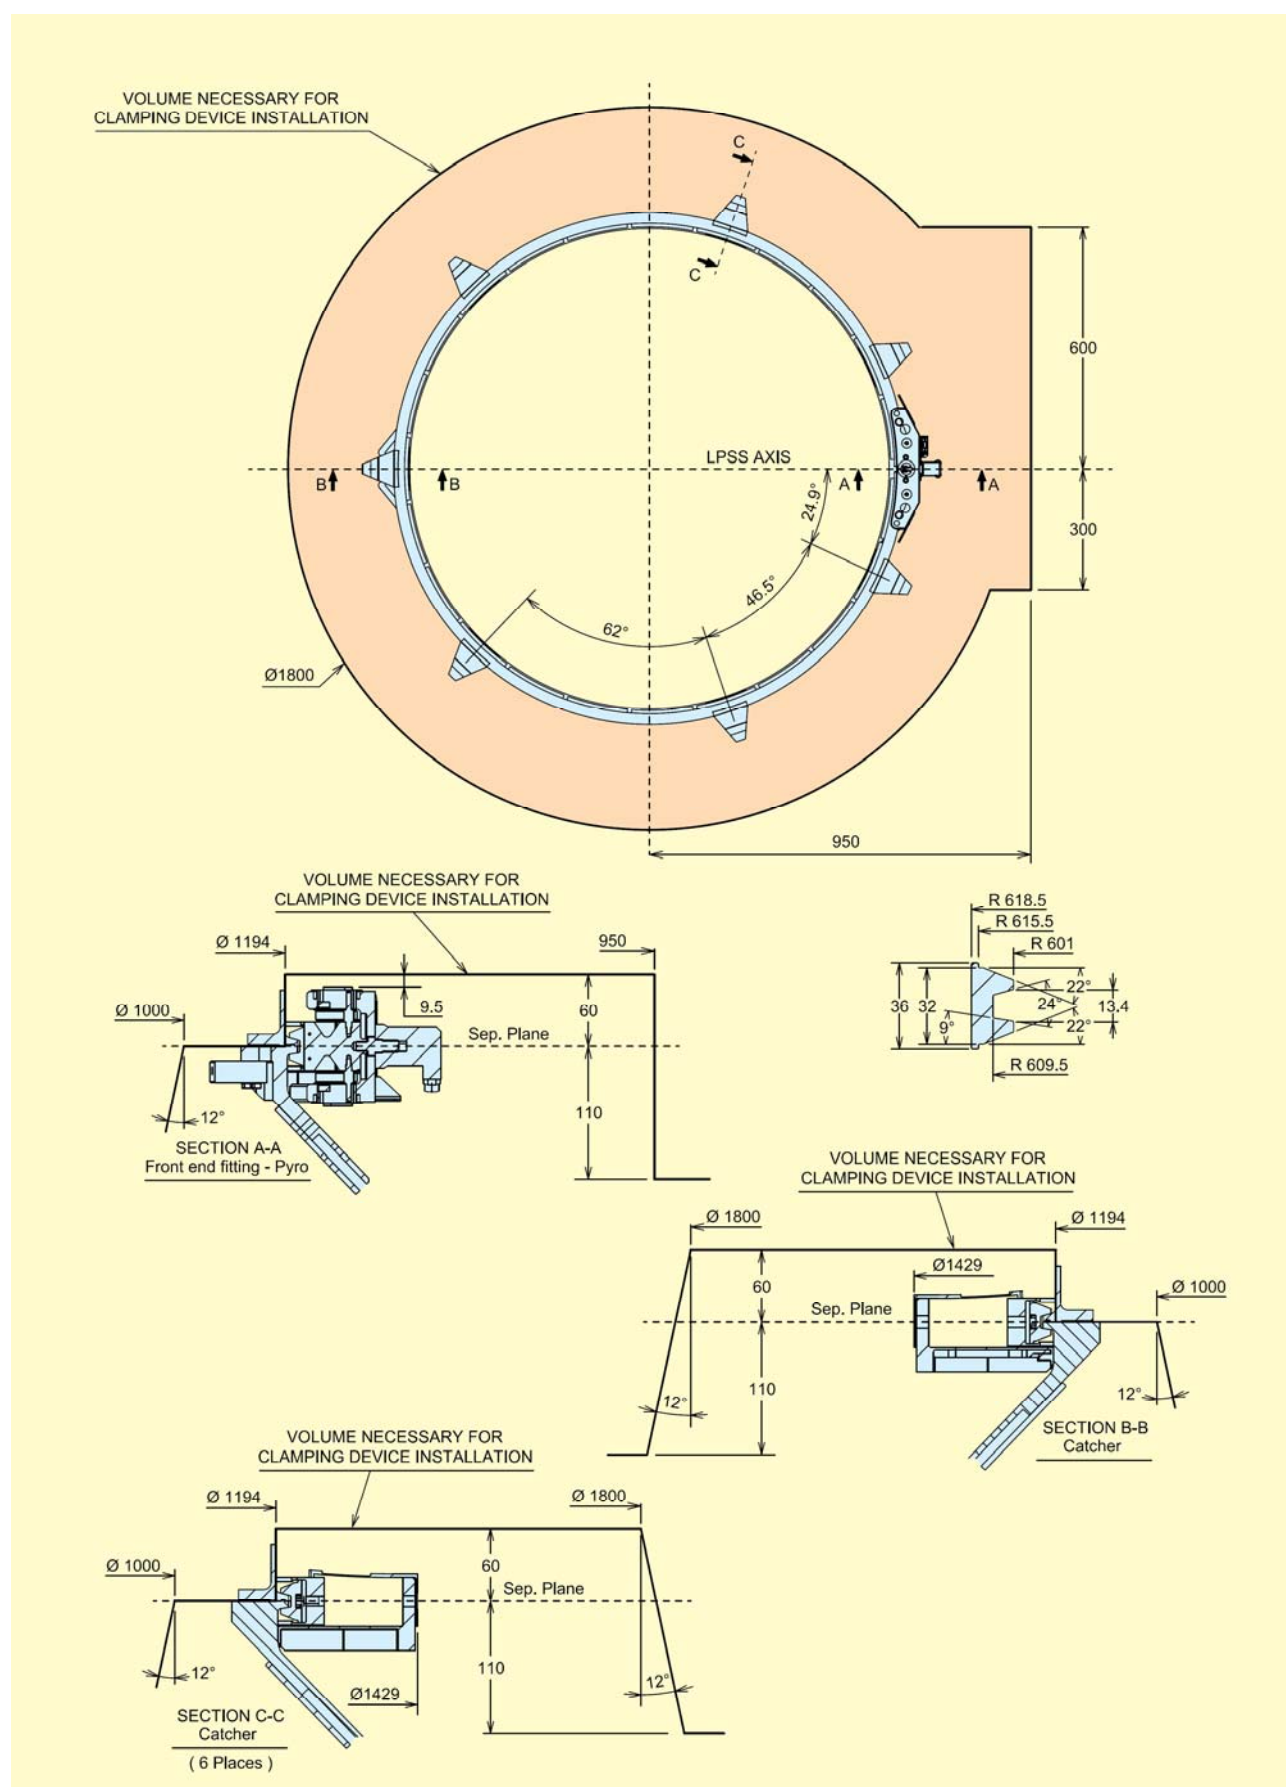 VOLUME NECESSARY FOR
CLAMPING DEVICE INSTALLATION
C
C
600
LPSS AXIS
B
B
A
A
24.9°
300
46.5°
62°
Ø1800
950
VOLUME NECESSARY FOR
CLAMPING DEVICE INSTALLATION
Ø 1194
950
Ø 1000
9.5
60
Sep. Plane
110
12°
SECTION A-A
Front end fitting - Pyro
R 618.5
R 615.5
R 601
36
32
22°
24°
13.4
9°
22°
R 609.5
VOLUME NECESSARY FOR
CLAMPING DEVICE INSTALLATION
Ø 1800
Ø 1194
Ø1429
60
Ø 1000
Sep. Plane
110
12°
12°
SECTION B-B
Catcher
VOLUME NECESSARY FOR
CLAMPING DEVICE INSTALLATION
Ø 1194
Ø 1800
Ø 1000
60
Sep. Plane
110
12°
12°
Ø1429
SECTION C-C
Catcher
( 6 Places )